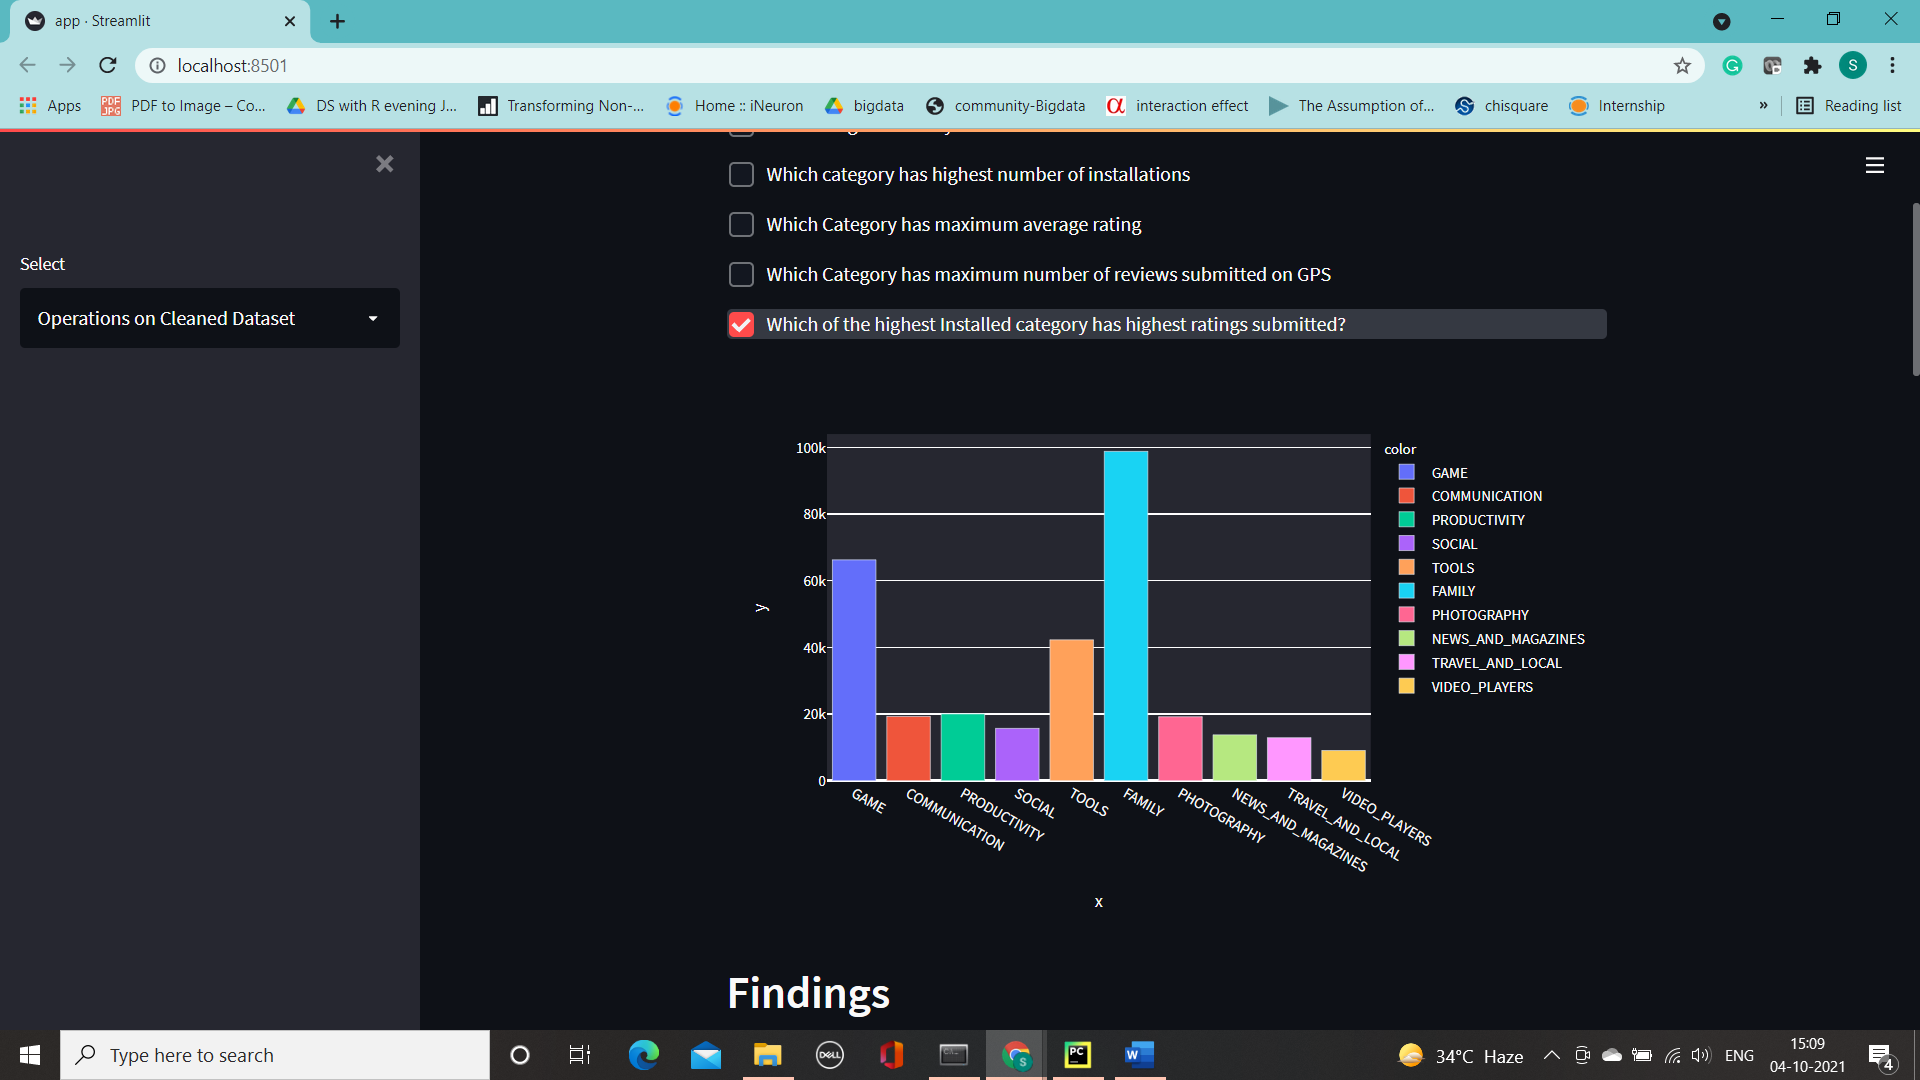 app · Streamlit
localhost:8501
S
Apps
PDF to Image – Co...
DS with R evening J...
Transforming Non-...
Home :: iNeuron
bigdata
community-Bigdata
interaction effect
The Assumption of...
chisquare
Internship
»
Reading list
Select
Operations on Cleaned Dataset
Which category has highest number of installations
Which Category has maximum average rating
Which Category has maximum number of reviews submitted on GPS
Which of the highest Installed category has highest ratings submitted?
100k
80k
60k
40k
20k
0
y
GAME
COMMUNICATION
PRODUCTIVITY
SOCIAL
TOOLS
FAMILY
PHOTOGRAPHY
NEWS_AND_MAGAZINES
TRAVEL_AND_LOCAL
VIDEO_PLAYERS
x
color
GAME
COMMUNICATION
PRODUCTIVITY
SOCIAL
TOOLS
FAMILY
PHOTOGRAPHY
NEWS_AND_MAGAZINES
TRAVEL_AND_LOCAL
VIDEO_PLAYERS
Findings
Type here to search
DELL
PC
W
34°C Haze
ENG
15:09
04-10-2021
4